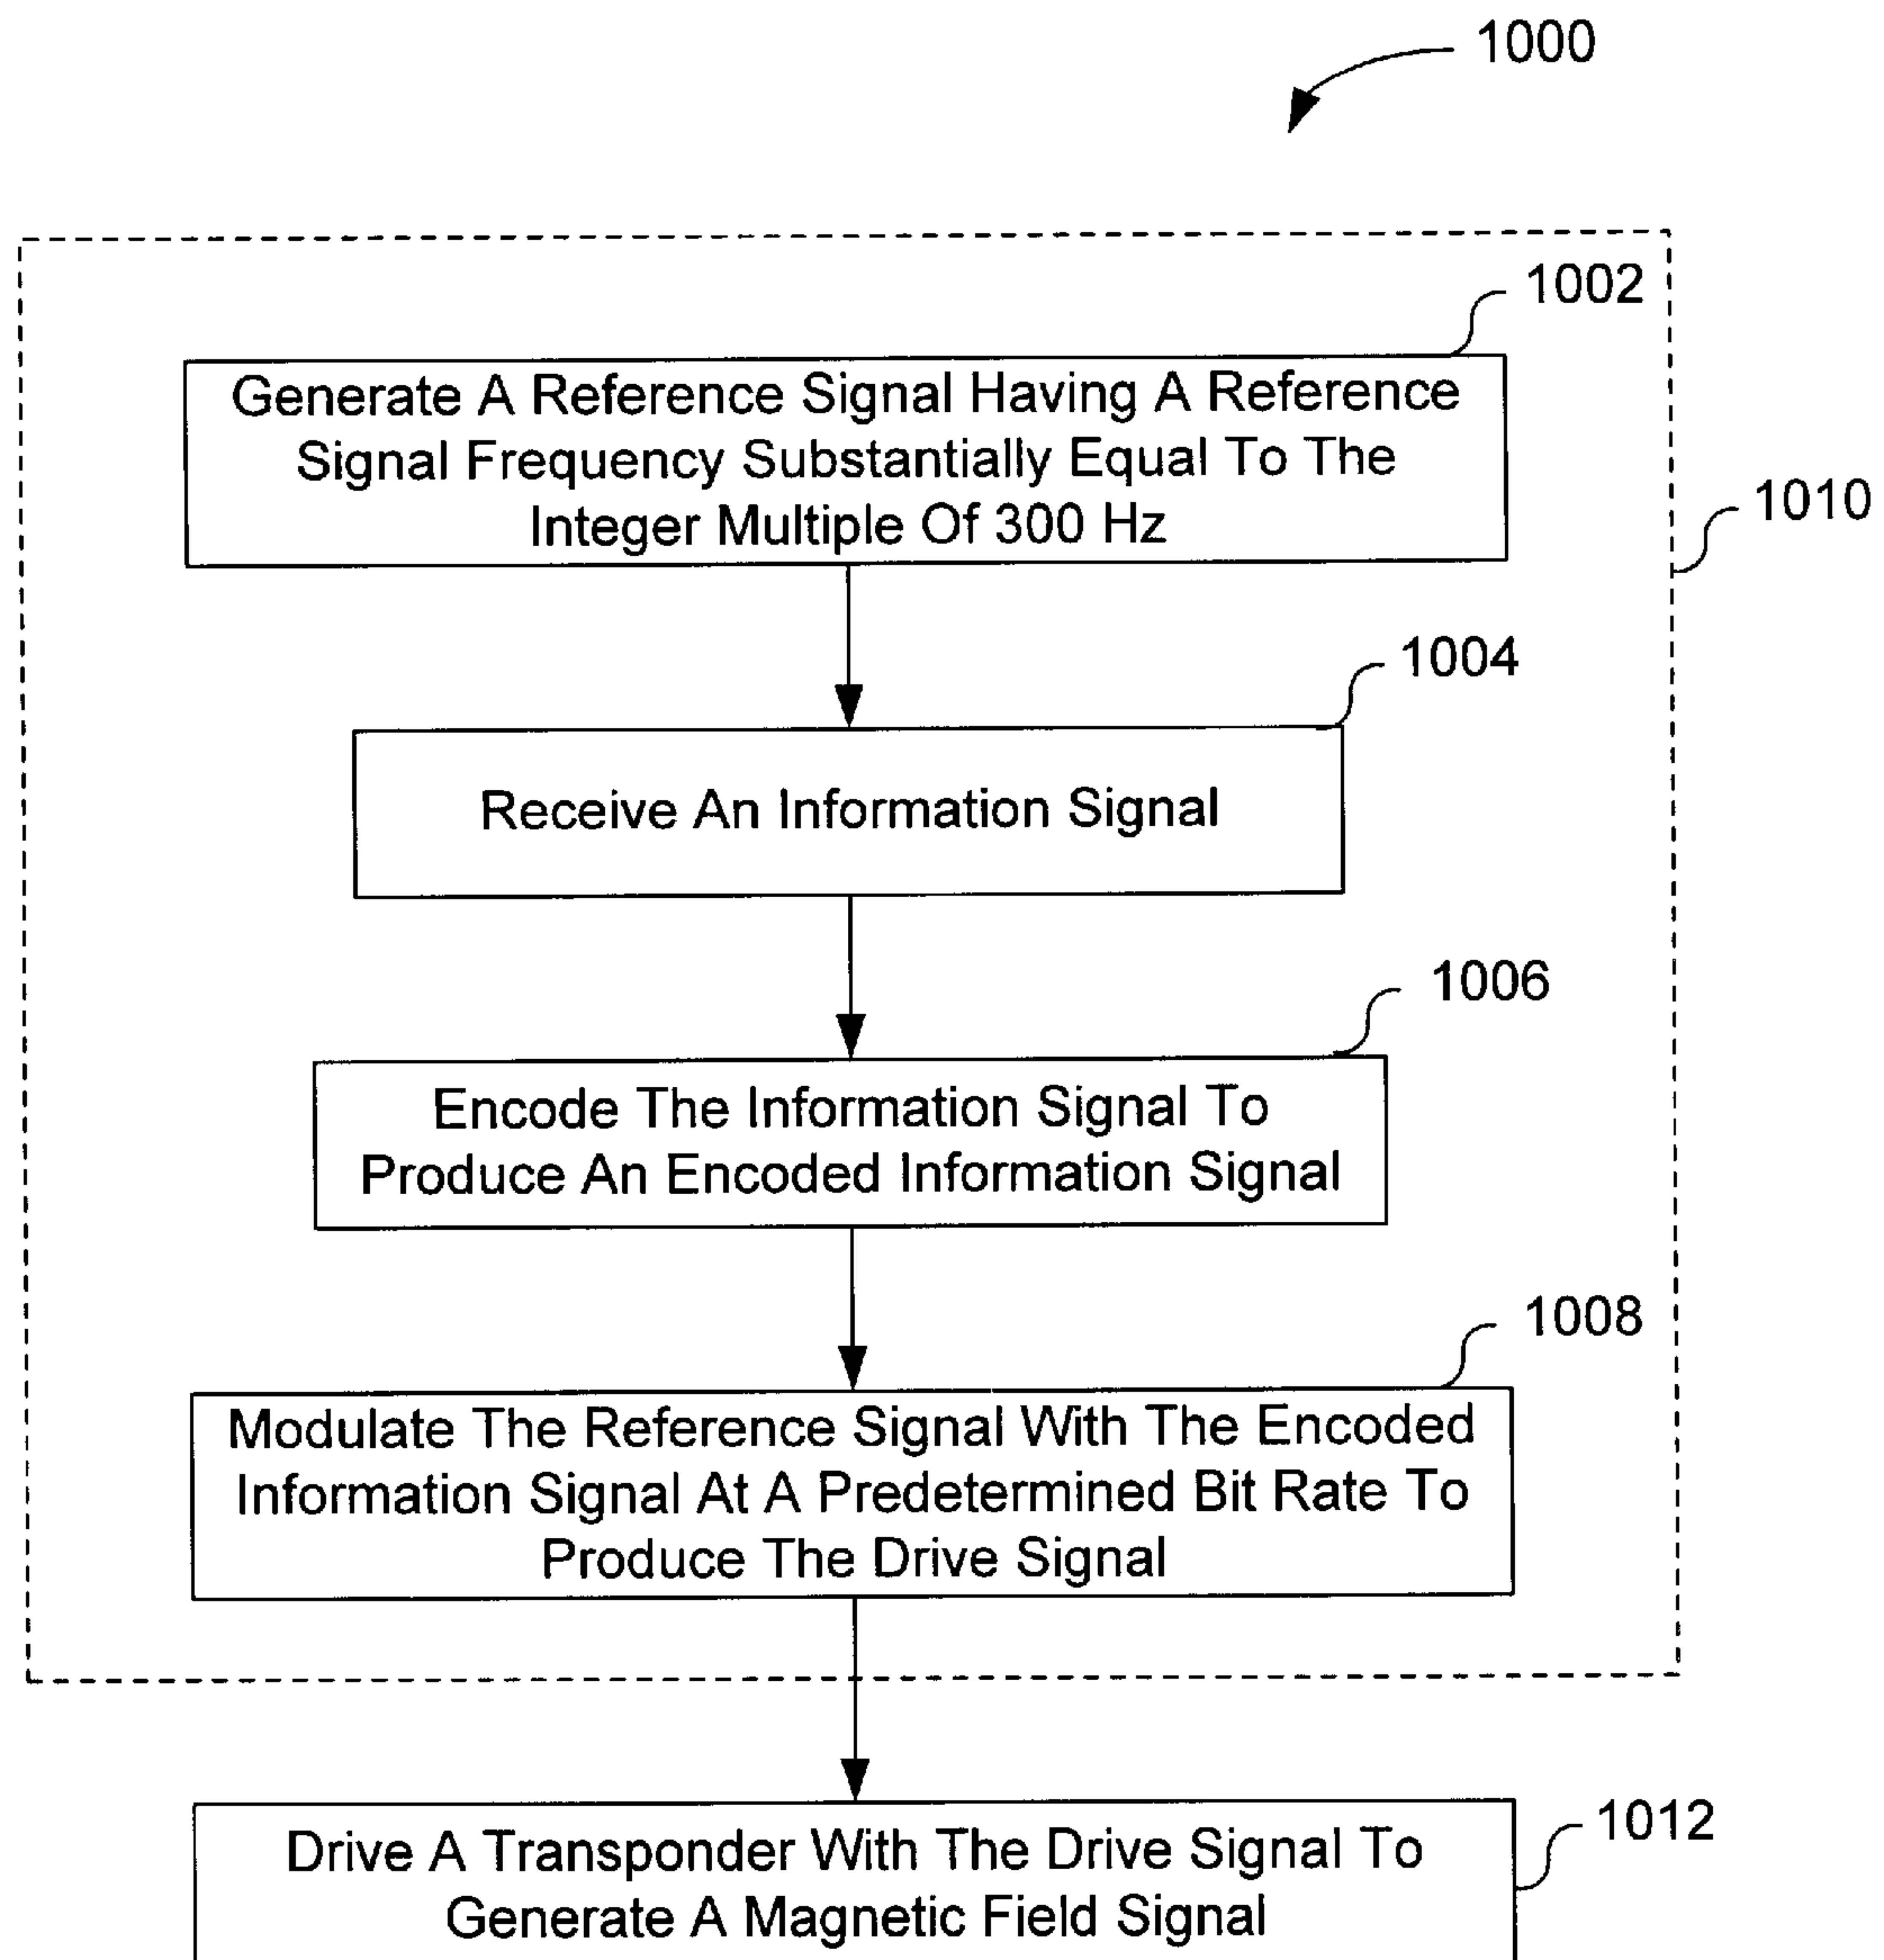 1000
1002
Generate A Reference Signal Having A Reference
Signal Frequency Substantially Equal To The
Integer Multiple Of 300 Hz
1010
1004
Receive An Information Signal
1006
Encode The Information Signal To
Produce An Encoded Information Signal
1008
Modulate The Reference Signal With The Encoded
Information Signal At A Predetermined Bit Rate To
Produce The Drive Signal
1012
Drive A Transponder With The Drive Signal To
Generate A Magnetic Field Signal